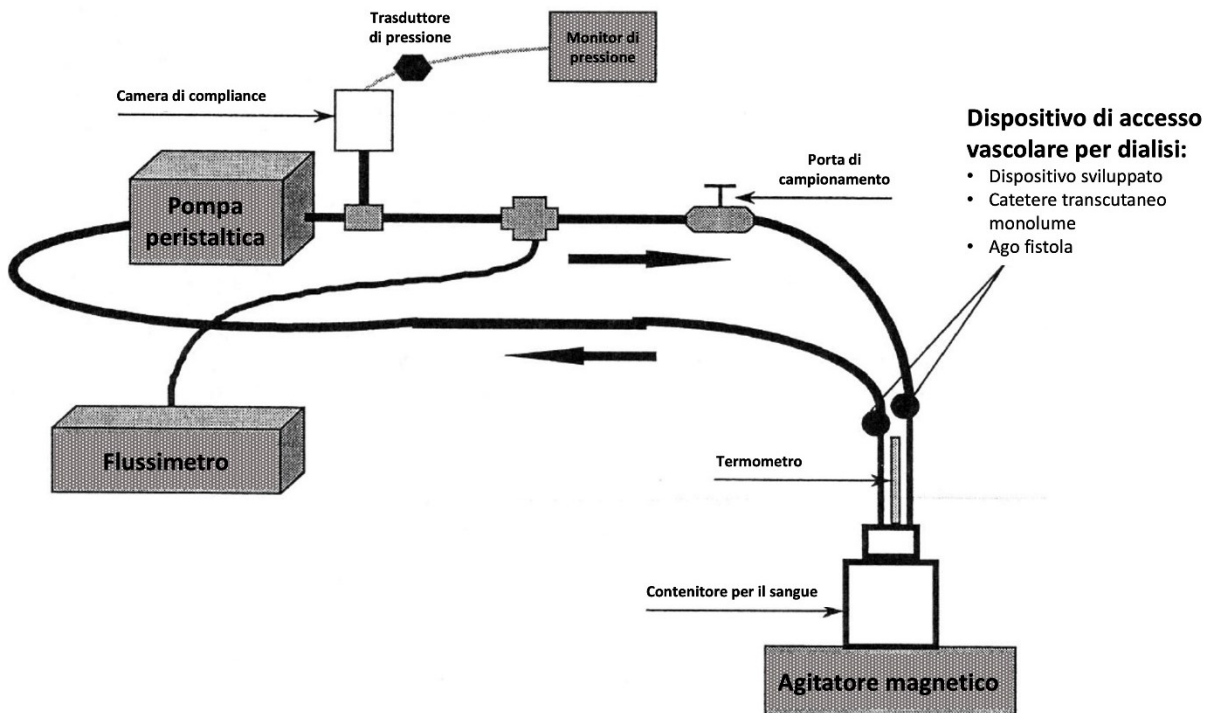 Trasduttore
di pressione
Monitor di
pressione
Camera di compliance
Dispositivo di accesso
vascolare per dialisi:
• Dispositivo sviluppato
• Catetere transcutaneo
monolume
• Ago fistola
Porta di
campionamento
Pompa
peristaltica
Flussimetro
Termometro
Contenitore per il sangue
Agitatore magnetico